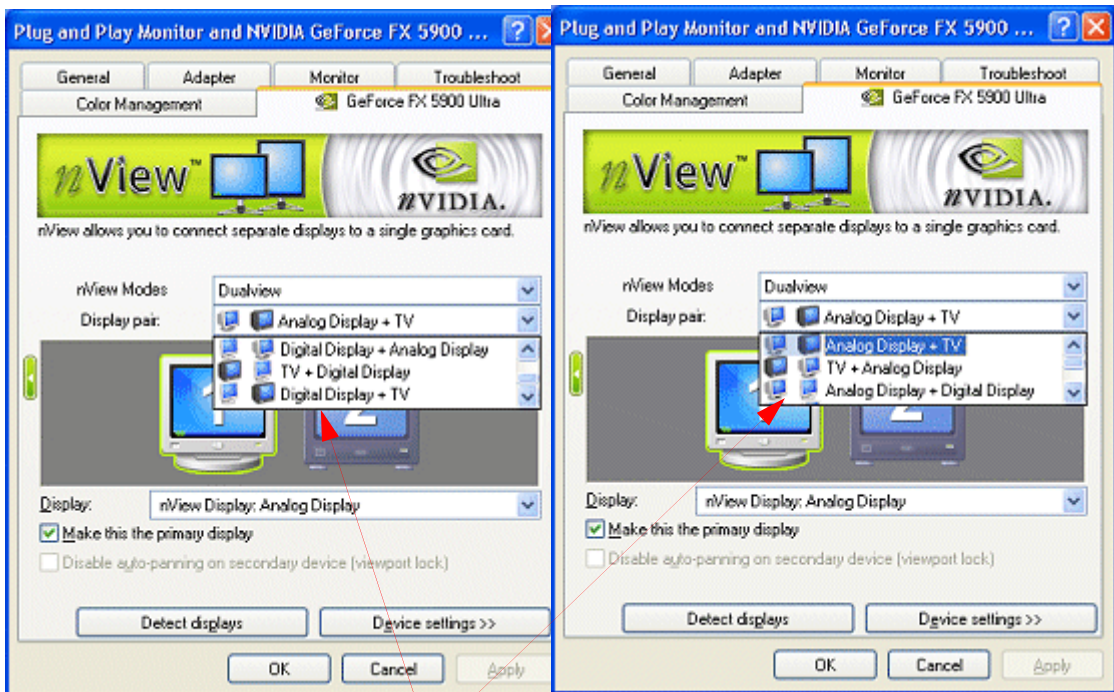 Plug and Play Monitor and NVIDIA GeForce FX 5900 ...
General Adapter Monitor Troubleshoot
Color Management GeForce FX 5900 Ultra
nView™ nVIDIA.
nView allows you to connect separate displays to a single graphics card.
nView Modes Dualview
Display pair: Analog Display + TV
Digital Display + Analog Display
TV + Digital Display
Digital Display + TV
1 2
Display: nView Display: Analog Display
Make this the primary display
Disable auto-panning on secondary device (viewport lock)
Detect displays Device settings >>
OK Cancel Apply
Plug and Play Monitor and NVIDIA GeForce FX 5900 ...
General Adapter Monitor Troubleshoot
Color Management GeForce FX 5900 Ultra
nView™ nVIDIA.
nView allows you to connect separate displays to a single graphics card.
nView Modes Dualview
Display pair: Analog Display + TV
Analog Display + TV
TV + Analog Display
Analog Display + Digital Display
Display: nView Display: Analog Display
Make this the primary display
Disable auto-panning on secondary device (viewport lock)
Detect displays Device settings >>
OK Cancel Apply